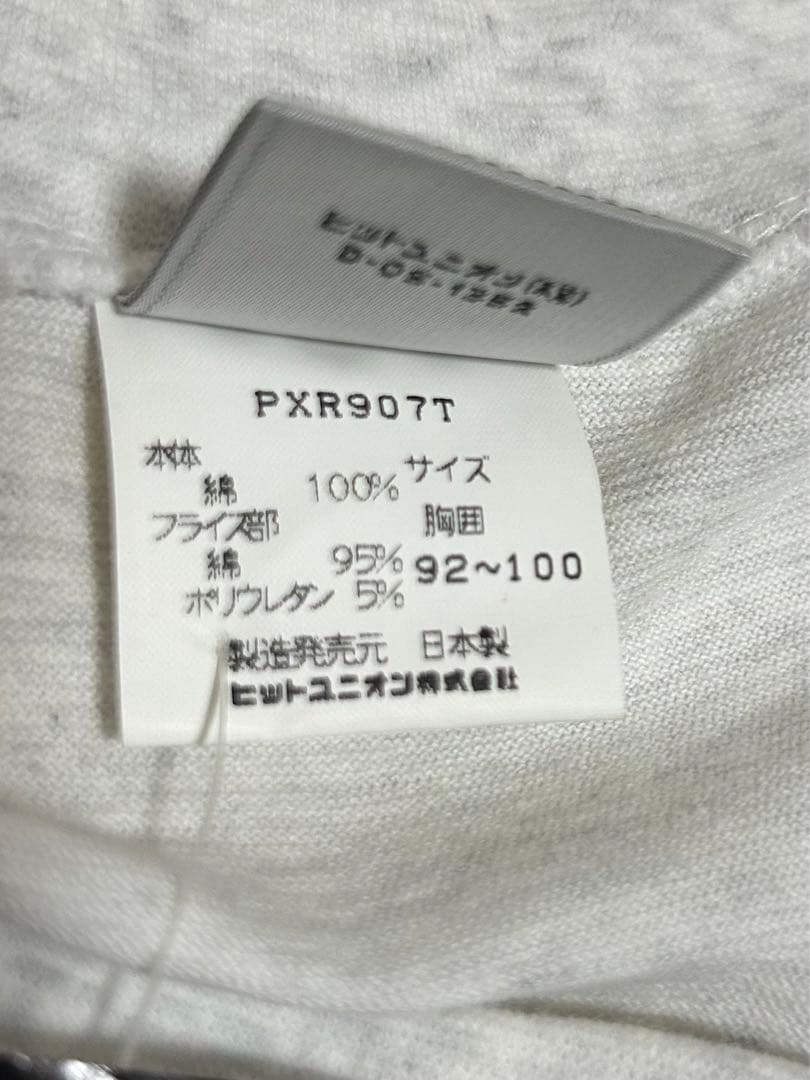 ヒットユニオン(株)
PXR907T
本体
綿 100%
フライス部
綿 95%
ポリウレタン 5%
サイズ
胸囲
92~100
製造発売元 日本製
ヒットユニオン株式会社